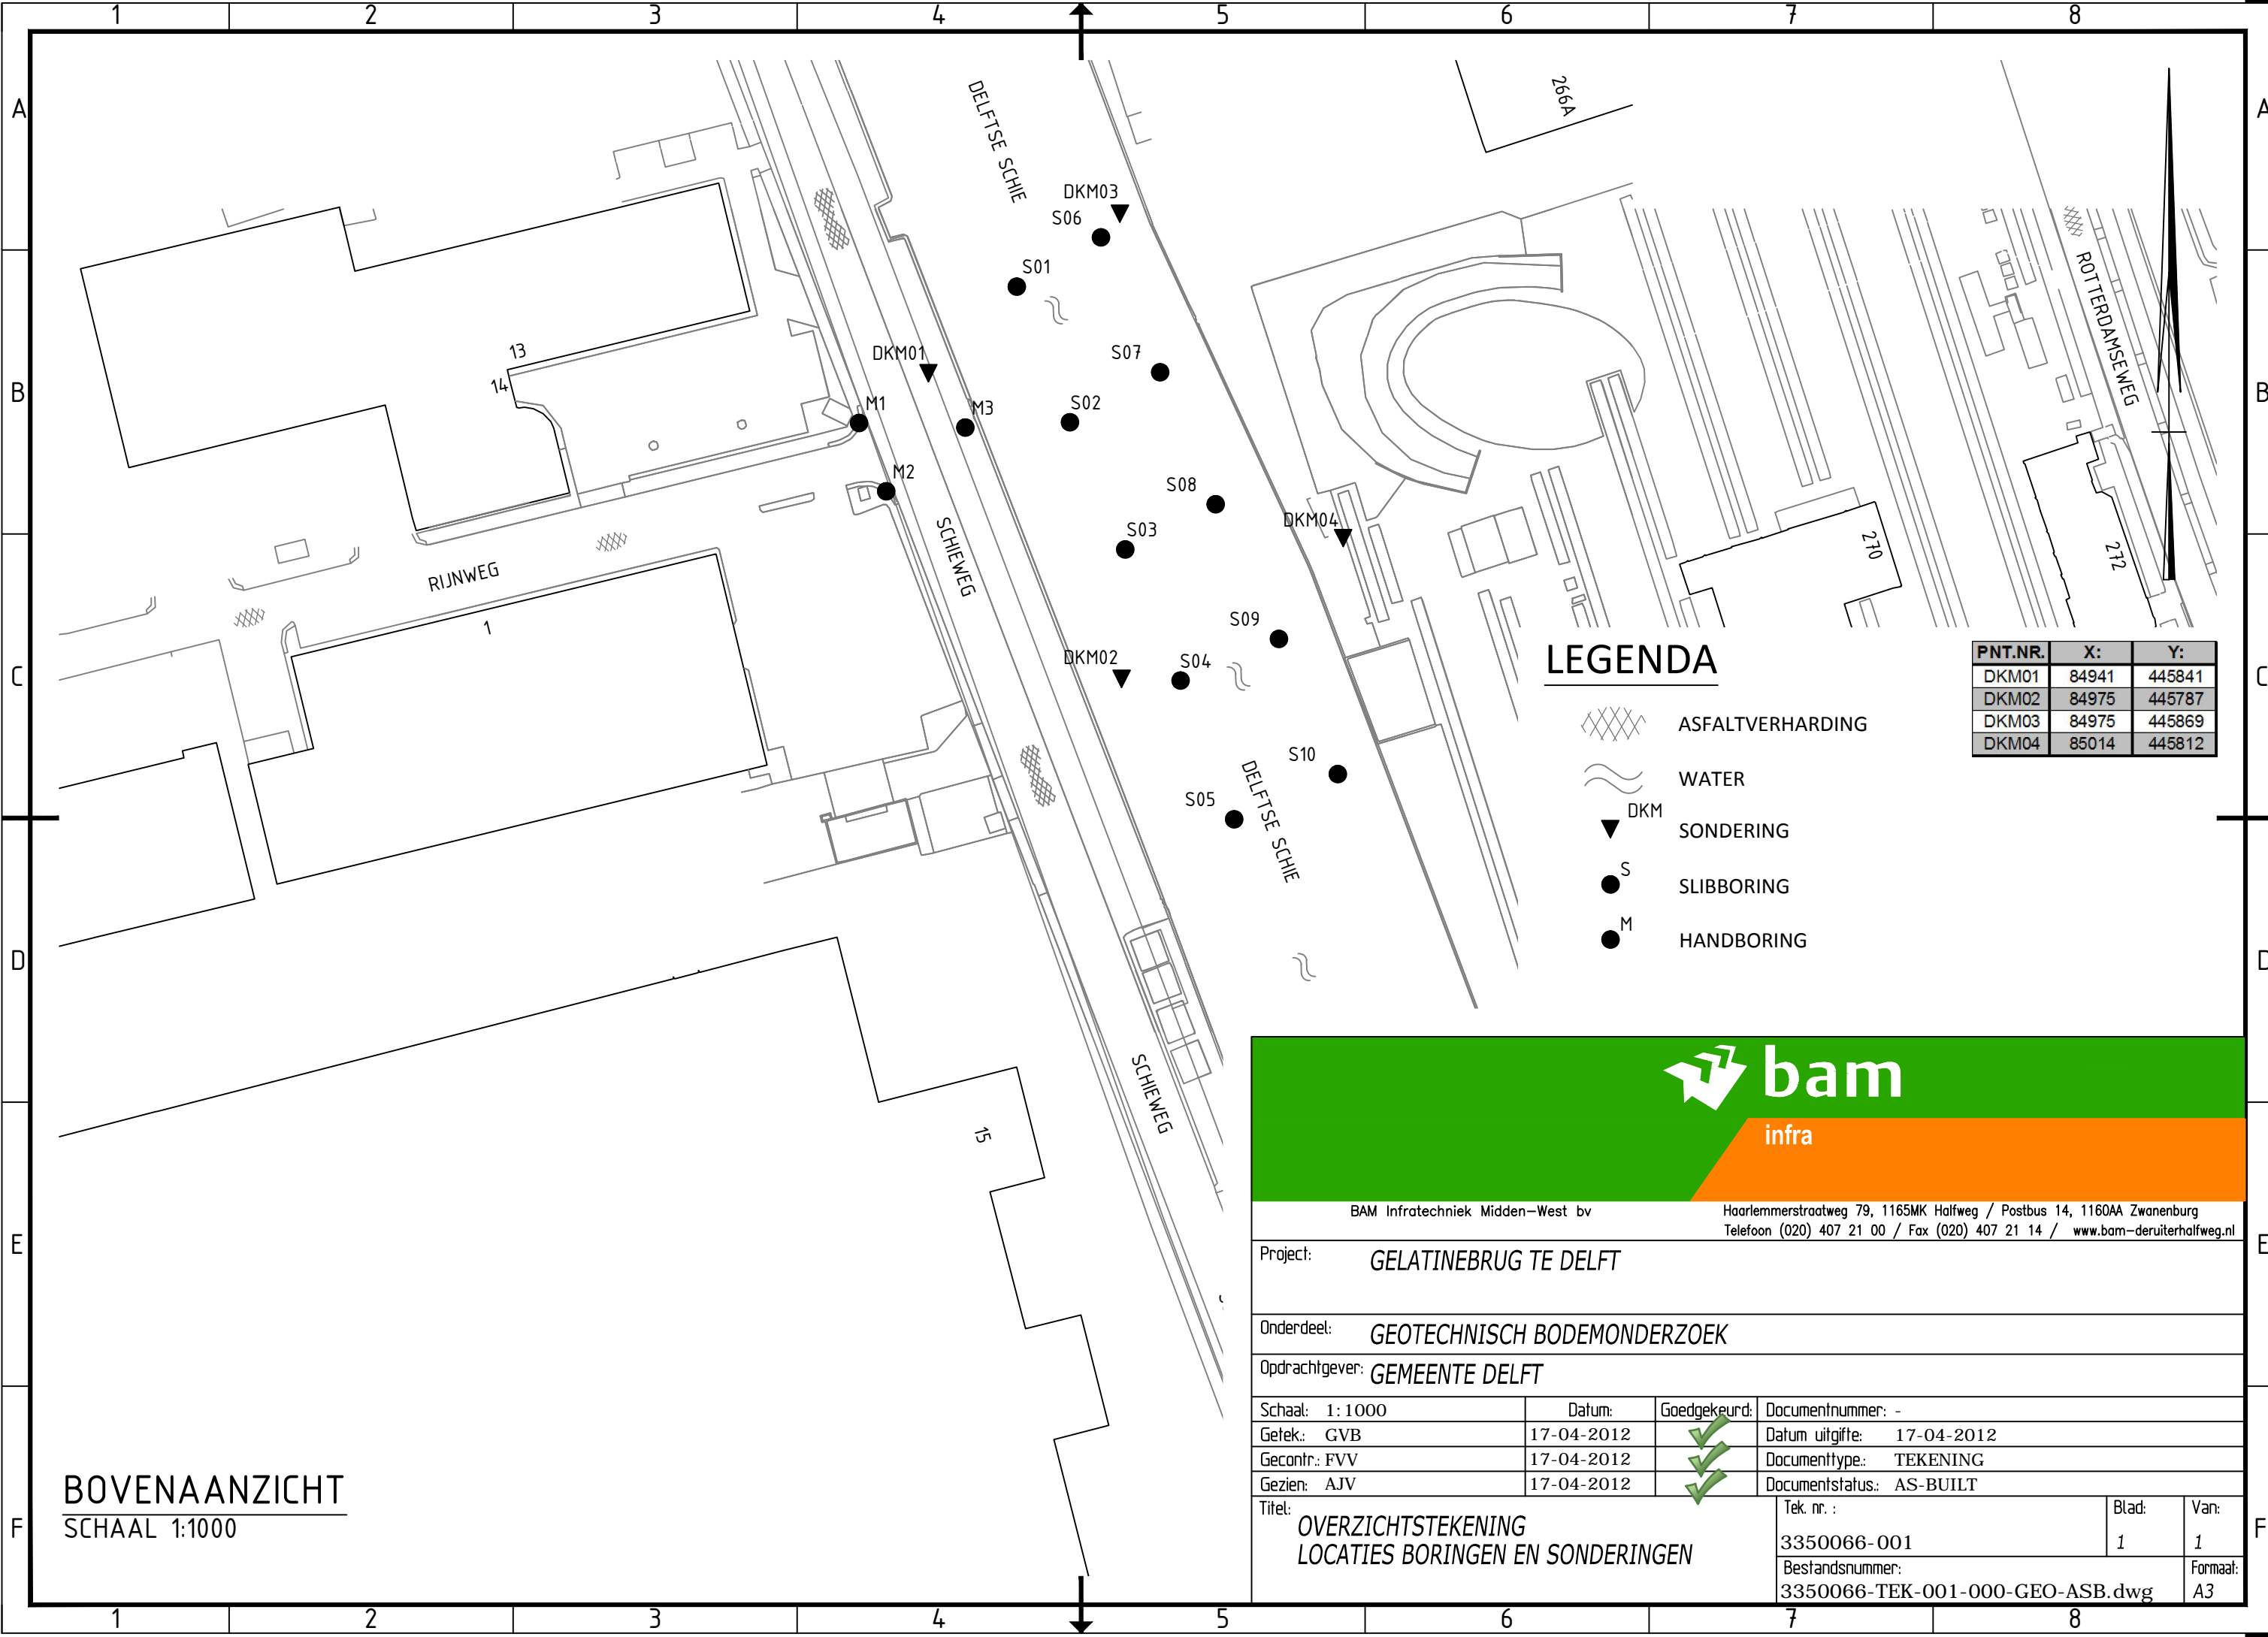 1 2 3 4 5 6 7 8
A A
B B
C C
D D
E E
F F
DELFTSE SCHIE
266A
DKM03
S06
S01
ROTTERDAMSEWEG
13
DKM01
S07
14
M1
M3
S02
M2
S08
SCHIEWEG
DKM04
S03
270
272
RIJNWEG
1
S09
DKM02
S04
S10
DELFTSE SCHIE
S05
SCHIEWEG
15
LEGENDA
ASFALTVERHARDING
WATER
DKM
SONDERING
S
SLIBBORING
M
HANDBORING
PNT.NR. X: Y:
DKM01 84941 445841
DKM02 84975 445787
DKM03 84975 445869
DKM04 85014 445812
bam
infra
BAM Infratechniek Midden-West bv
Haarlemmerstraatweg 79, 1165MK Halfweg / Postbus 14, 1160AA Zwanenburg
Telefoon (020) 407 21 00 / Fax (020) 407 21 14 / www.bam-deruiterhalfweg.nl
Project: GELATINEBRUG TE DELFT
Onderdeel: GEOTECHNISCH BODEMONDERZOEK
Opdrachtgever: GEMEENTE DELFT
Schaal: 1:1000 Datum: Goedgekeurd: Documentnummer: -
Getek.: GVB 17-04-2012 Datum uitgifte: 17-04-2012
Gecontr.: FVV 17-04-2012 Documenttype.: TEKENING
Gezien: AJV 17-04-2012 Documentstatus.: AS-BUILT
Titel: OVERZICHTSTEKENING
LOCATIES BORINGEN EN SONDERINGEN
Tek. nr. : Blad: Van:
3350066-001 1 1
Bestandsnummer: Formaat:
3350066-TEK-001-000-GEO-ASB.dwg A3
BOVENAANZICHT
SCHAAL 1:1000
1 2 3 4 5 6 7 8